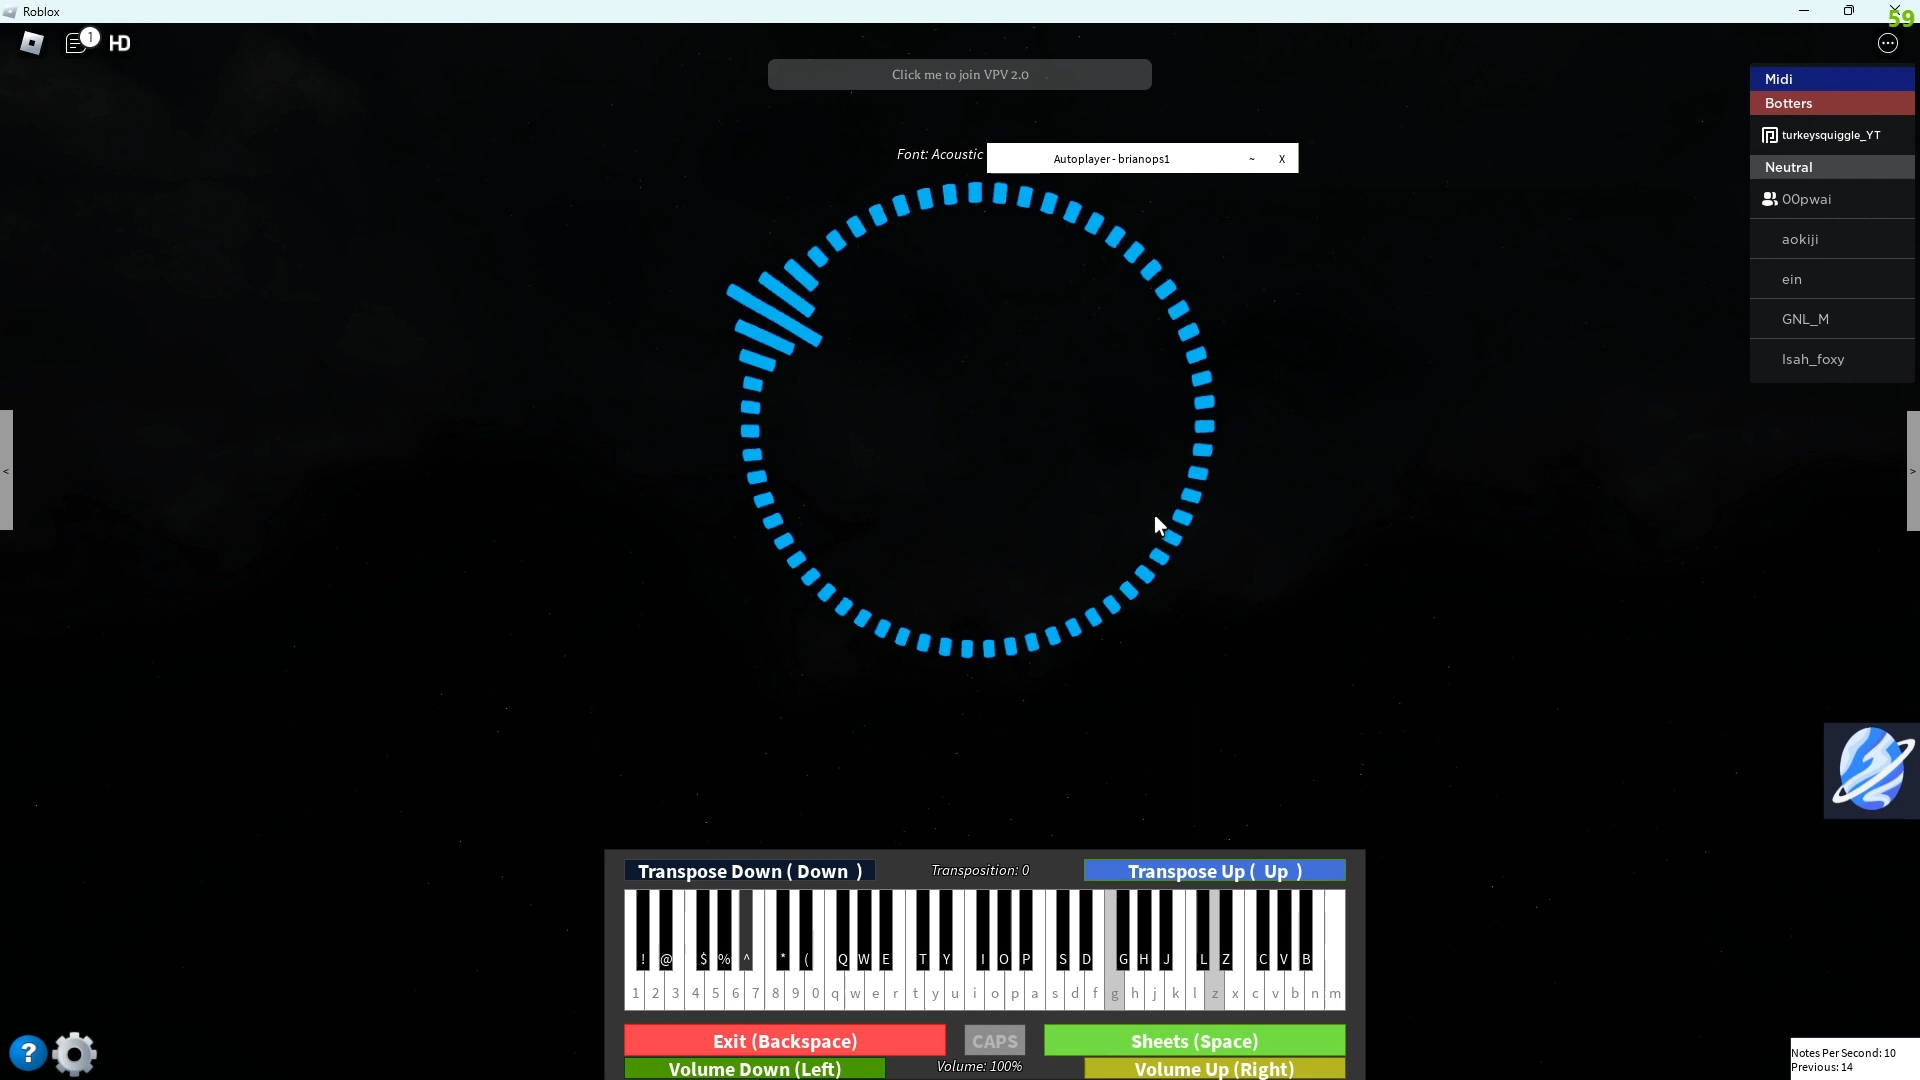 Roblox
59
1
HD
Click me to join VPV 2.0
Midi
Botters
turkeysquiggle_YT
Neutral
00pwai
aokiji
ein
GNL_M
Font: Acoustic
Autoplayer - brianops1 ~ X
<
>
Transpose Down ( Down )
Transposition: 0
Transpose Up ( Up )
! @ $ % ^ * ( Q W E T Y I O P S D G H J L Z C V B
1 2 3 4 5 6 7 8 9 0 q w e r t y u i o p a s d f g h j k l z x c v b n m
Exit (Backspace)
CAPS
Sheets (Space)
Volume Down (Left)
Volume: 100%
Volume Up (Right)
?
Notes Per Second: 10
Previous: 14